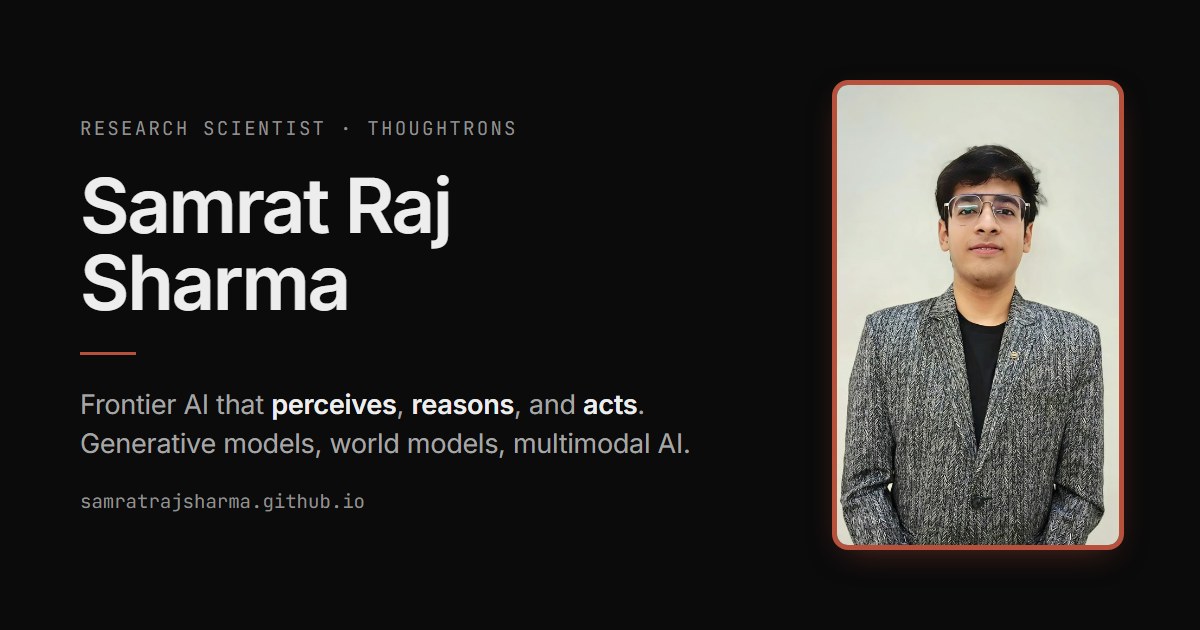 RESEARCH SCIENTIST · THOUGHTRONS
Samrat Raj
Sharma
Frontier AI that perceives, reasons, and acts.
Generative models, world models, multimodal AI.
samratrajsharma.github.io